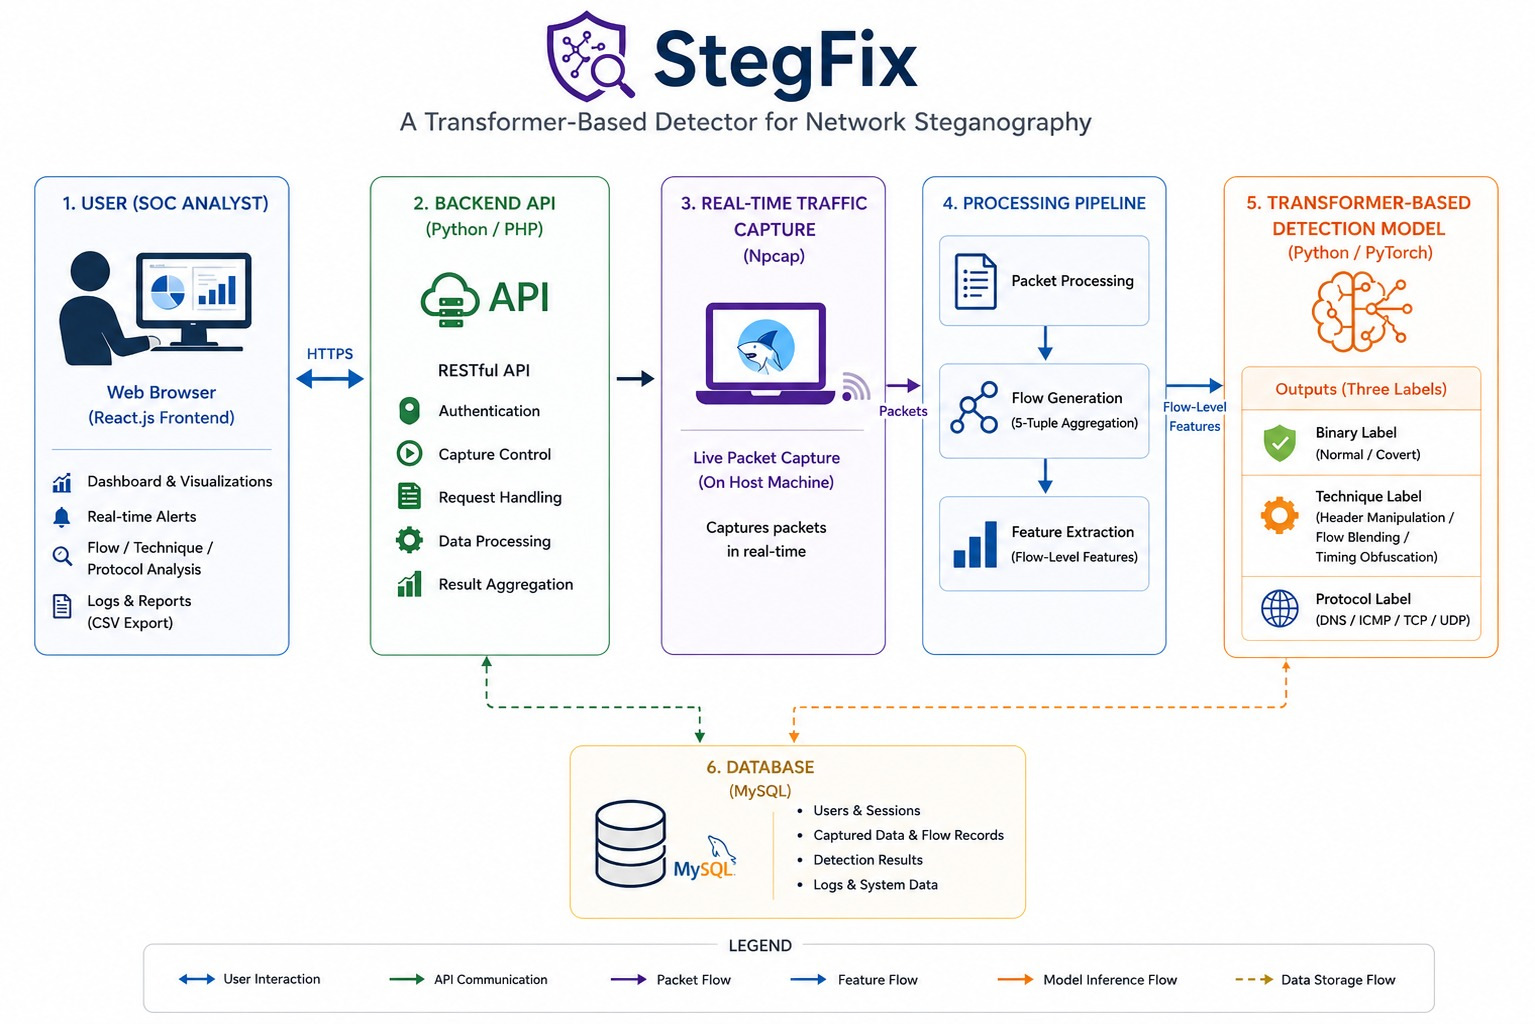 StegFix
A Transformer-Based Detector for Network Steganography
1. USER (SOC ANALYST)
Web Browser
(React.js Frontend)
Dashboard & Visualizations
Real-time Alerts
Flow / Technique /
Protocol Analysis
Logs & Reports
(CSV Export)
HTTPS
2. BACKEND API
(Python / PHP)
API
RESTful API
Authentication
Capture Control
Request Handling
Data Processing
Result Aggregation
3. REAL-TIME TRAFFIC
CAPTURE
(Npcap)
Live Packet Capture
(On Host Machine)
Captures packets
in real-time
Packets
4. PROCESSING PIPELINE
Packet Processing
Flow Generation
(5-Tuple Aggregation)
Feature Extraction
(Flow-Level Features)
Flow-Level
Features
5. TRANSFORMER-BASED
DETECTION MODEL
(Python / PyTorch)
Outputs (Three Labels)
Binary Label
(Normal / Covert)
Technique Label
(Header Manipulation /
Flow Blending /
Timing Obfuscation)
Protocol Label
(DNS / ICMP / TCP / UDP)
6. DATABASE
(MySQL)
MySQL
• Users & Sessions
• Captured Data & Flow Records
• Detection Results
• Logs & System Data
LEGEND
User Interaction
API Communication
Packet Flow
Feature Flow
Model Inference Flow
Data Storage Flow